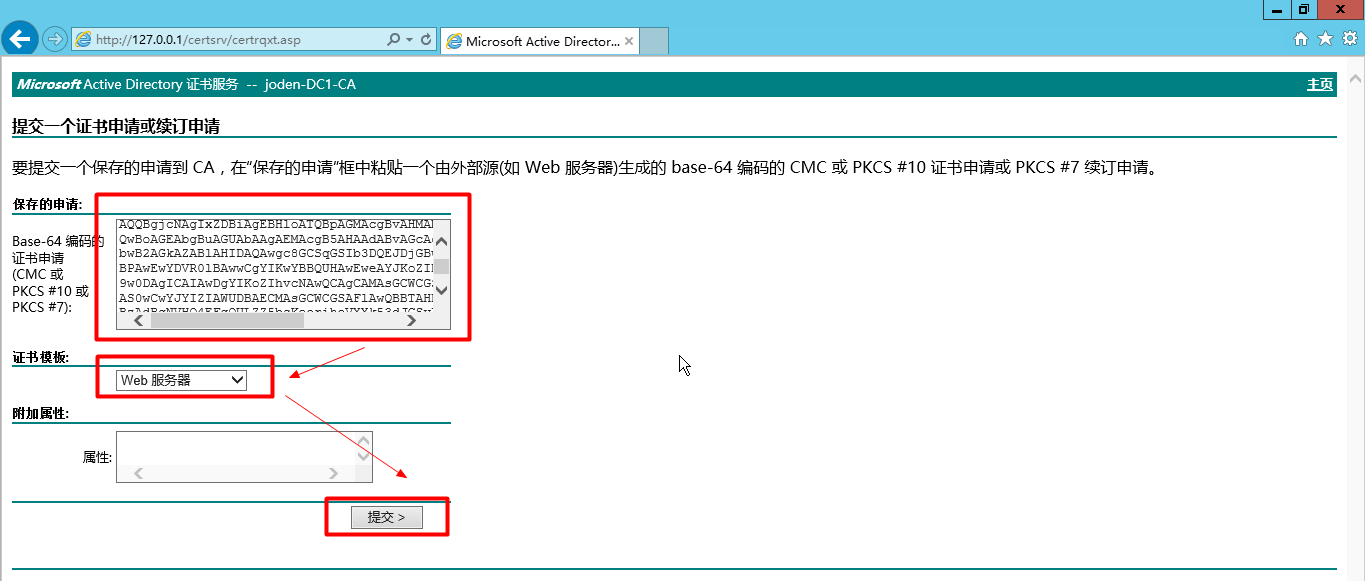 http://127.0.0.1/certsrv/certrqxt.asp
Microsoft Active Director...
Microsoft Active Directory 证书服务 -- joden-DC1-CA
主页
提交一个证书申请或续订申请
要提交一个保存的申请到 CA，在“保存的申请”框中粘贴一个由外部源(如 Web 服务器)生成的 base-64 编码的 CMC 或 PKCS #10 证书申请或 PKCS #7 续订申请。
保存的申请:
Base-64 编码的
证书申请
(CMC 或
PKCS #10 或
PKCS #7):
AQQBgjcNAgIxZDBiAgEBHloATQBpAGMAcgBvAHMA
QwBoAGEAbgBuAGUAbAAgAEMAcgB5AHAAdABvAGcA
bwB2AGkAZABlAHIDAQAwgc8GCSqGSIb3DQEJDjGB
BPAwEwYDVR0lBAwwCgYIKwYBBQUHAwEweAYJKoZI
9w0DAgICAIAwDgYIKoZIhvcNAwQCAgCAMAsGCWCG
AS0wCwYJYIZIAWUDBAECMAsGCWCGSAFlAwQBBTAH
证书模板:
Web 服务器
附加属性:
属性:
提交 >